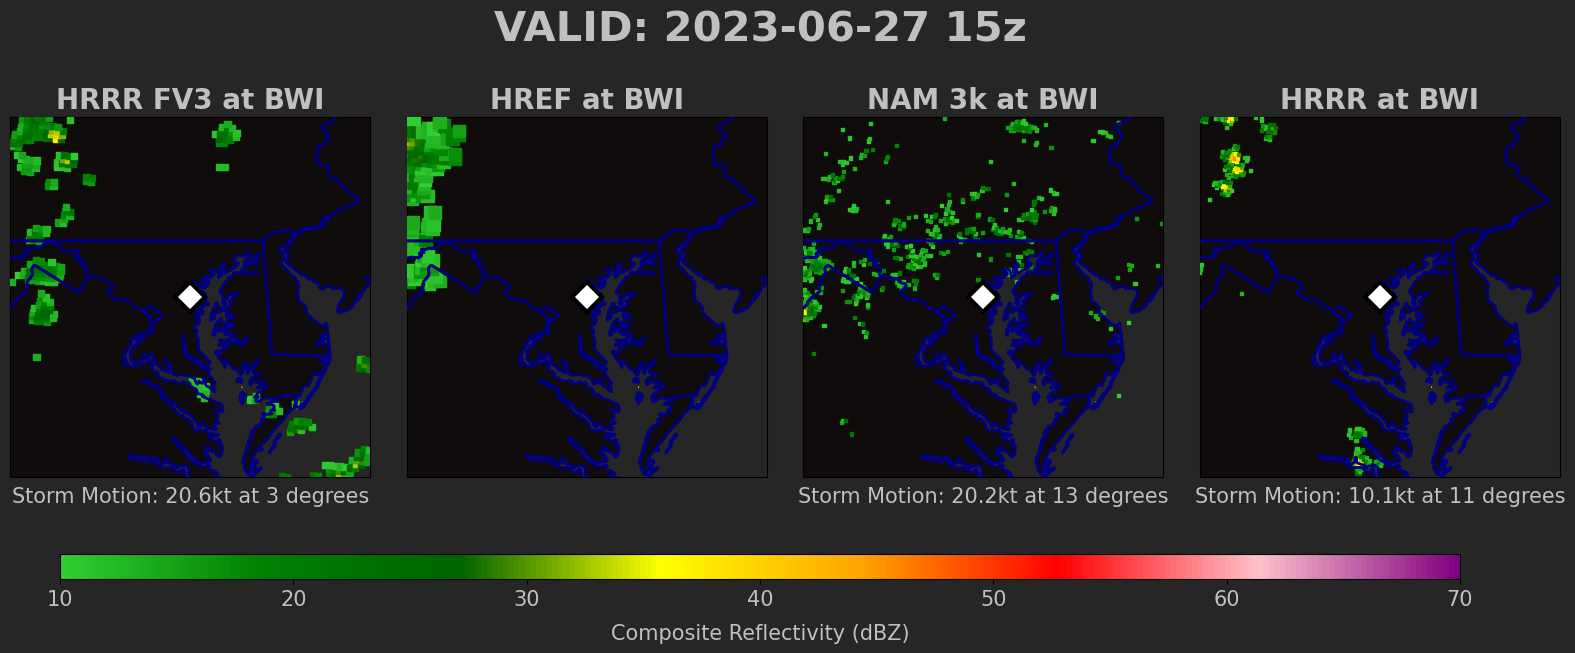 VALID: 2023-06-27 15z
HRRR FV3 at BWI
HREF at BWI
NAM 3k at BWI
HRRR at BWI
Storm Motion: 20.6kt at 3 degrees
Storm Motion: 20.2kt at 13 degrees
Storm Motion: 10.1kt at 11 degrees
10 20 30 40 50 60 70
Composite Reflectivity (dBZ)